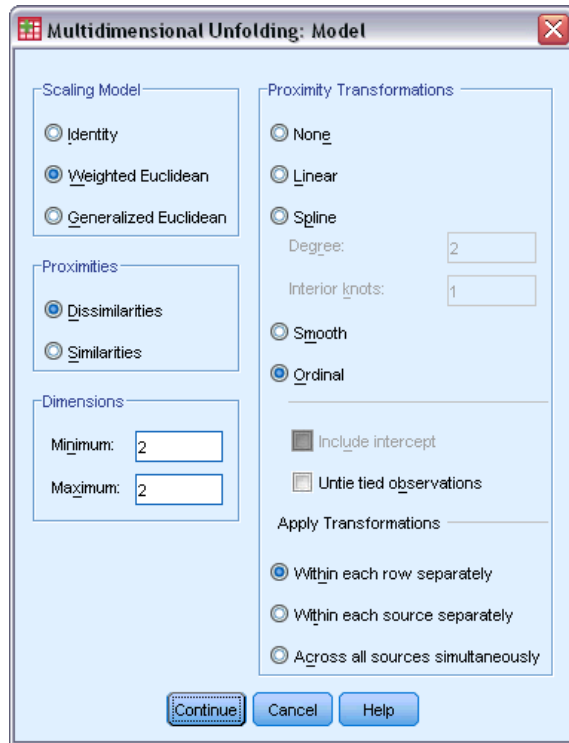 Multidimensional Unfolding: Model
Scaling Model
Identity
Weighted Euclidean
Generalized Euclidean
Proximities
Dissimilarities
Similarities
Dimensions
Minimum: 2
Maximum: 2
Proximity Transformations
None
Linear
Spline
Degree: 2
Interior knots: 1
Smooth
Ordinal
Include intercept
Untie tied observations
Apply Transformations
Within each row separately
Within each source separately
Across all sources simultaneously
Continue Cancel Help